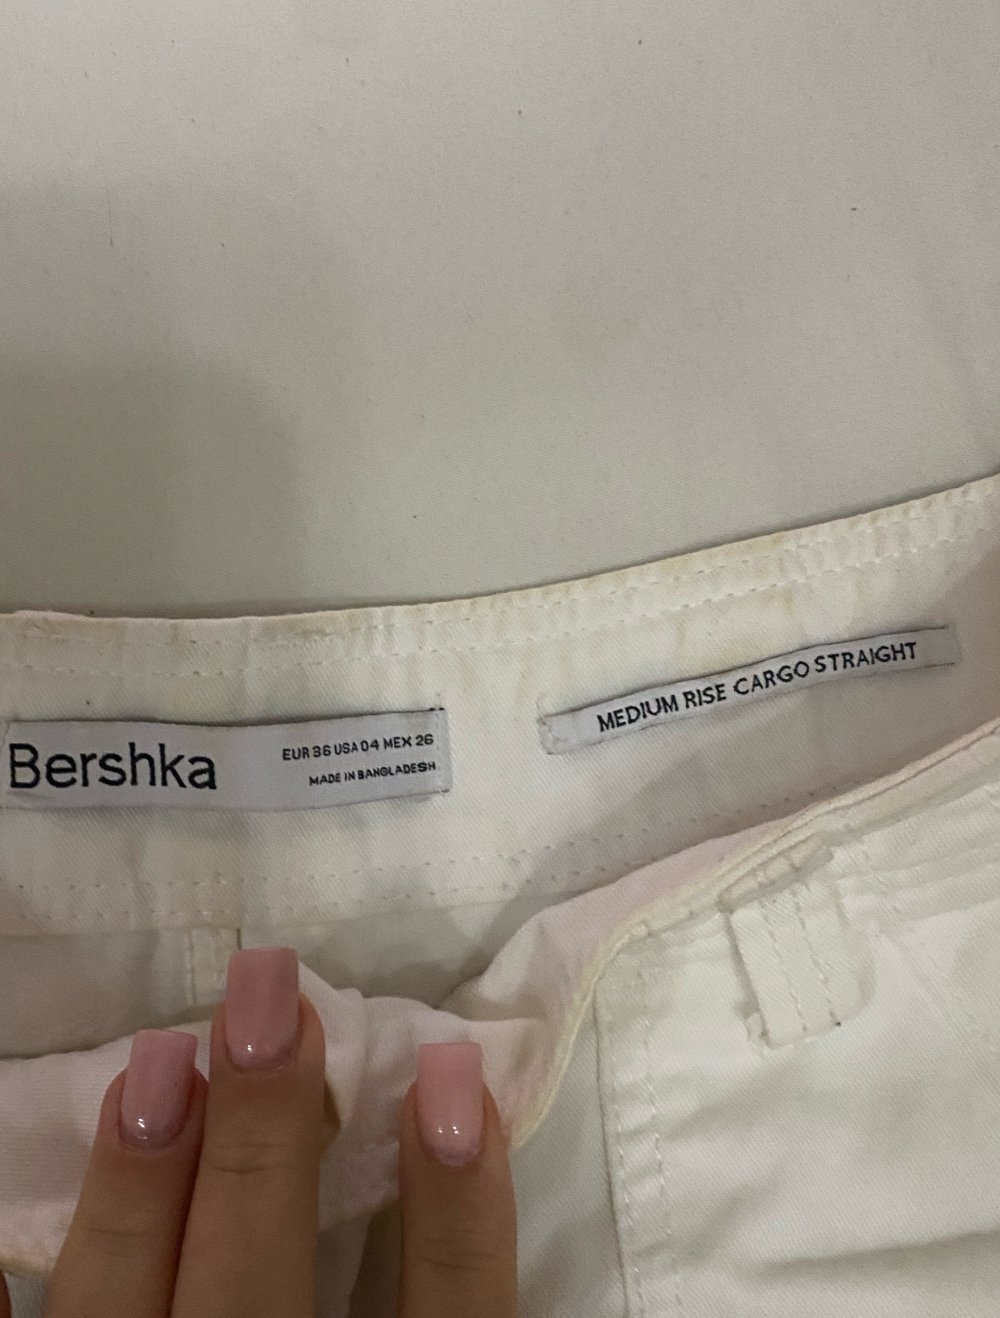 Bershka
EUR 36 USA 04 MEX 26
MADE IN BANGLADESH
MEDIUM RISE CARGO STRAIGHT